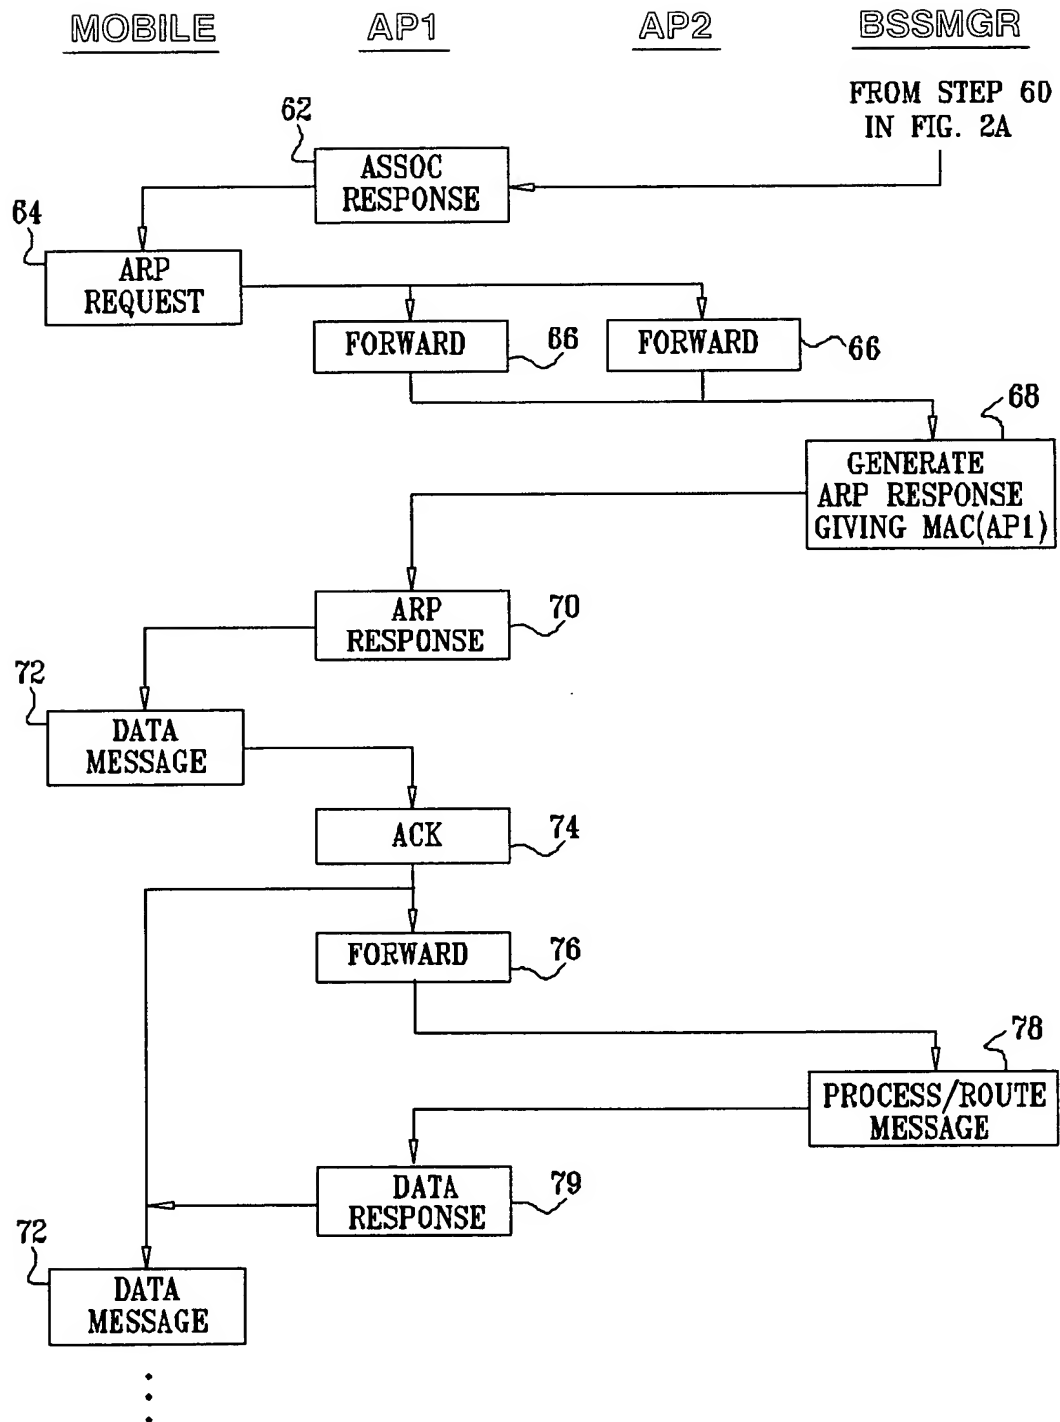 MOBILE AP1 AP2 BSSMGR
FROM STEP 60
IN FIG. 2A
62
ASSOC
RESPONSE
64
ARP
REQUEST
FORWARD
66
FORWARD
66
68
GENERATE
ARP RESPONSE
GIVING MAC(AP1)
ARP
RESPONSE
70
72
DATA
MESSAGE
ACK
74
FORWARD
76
78
PROCESS/ROUTE
MESSAGE
DATA
RESPONSE
79
72
DATA
MESSAGE